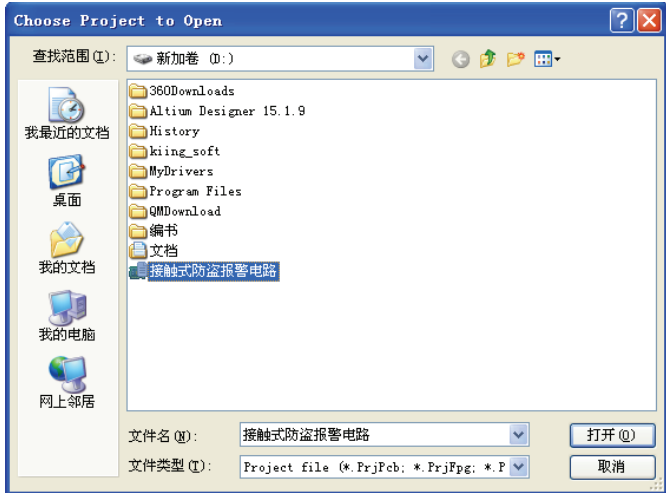 Choose Project to Open
查找范围(I):
新加卷 (D:)
360Downloads
Altium Designer 15.1.9
History
kiing_soft
MyDrivers
Program Files
QMDownload
编书
文档
接触式防盗报警电路
我最近的文档
桌面
我的文档
我的电脑
网上邻居
文件名(N):
接触式防盗报警电路
打开(O)
文件类型(T):
Project file (*.PrjPcb; *.PrjFpg; *.P
取消